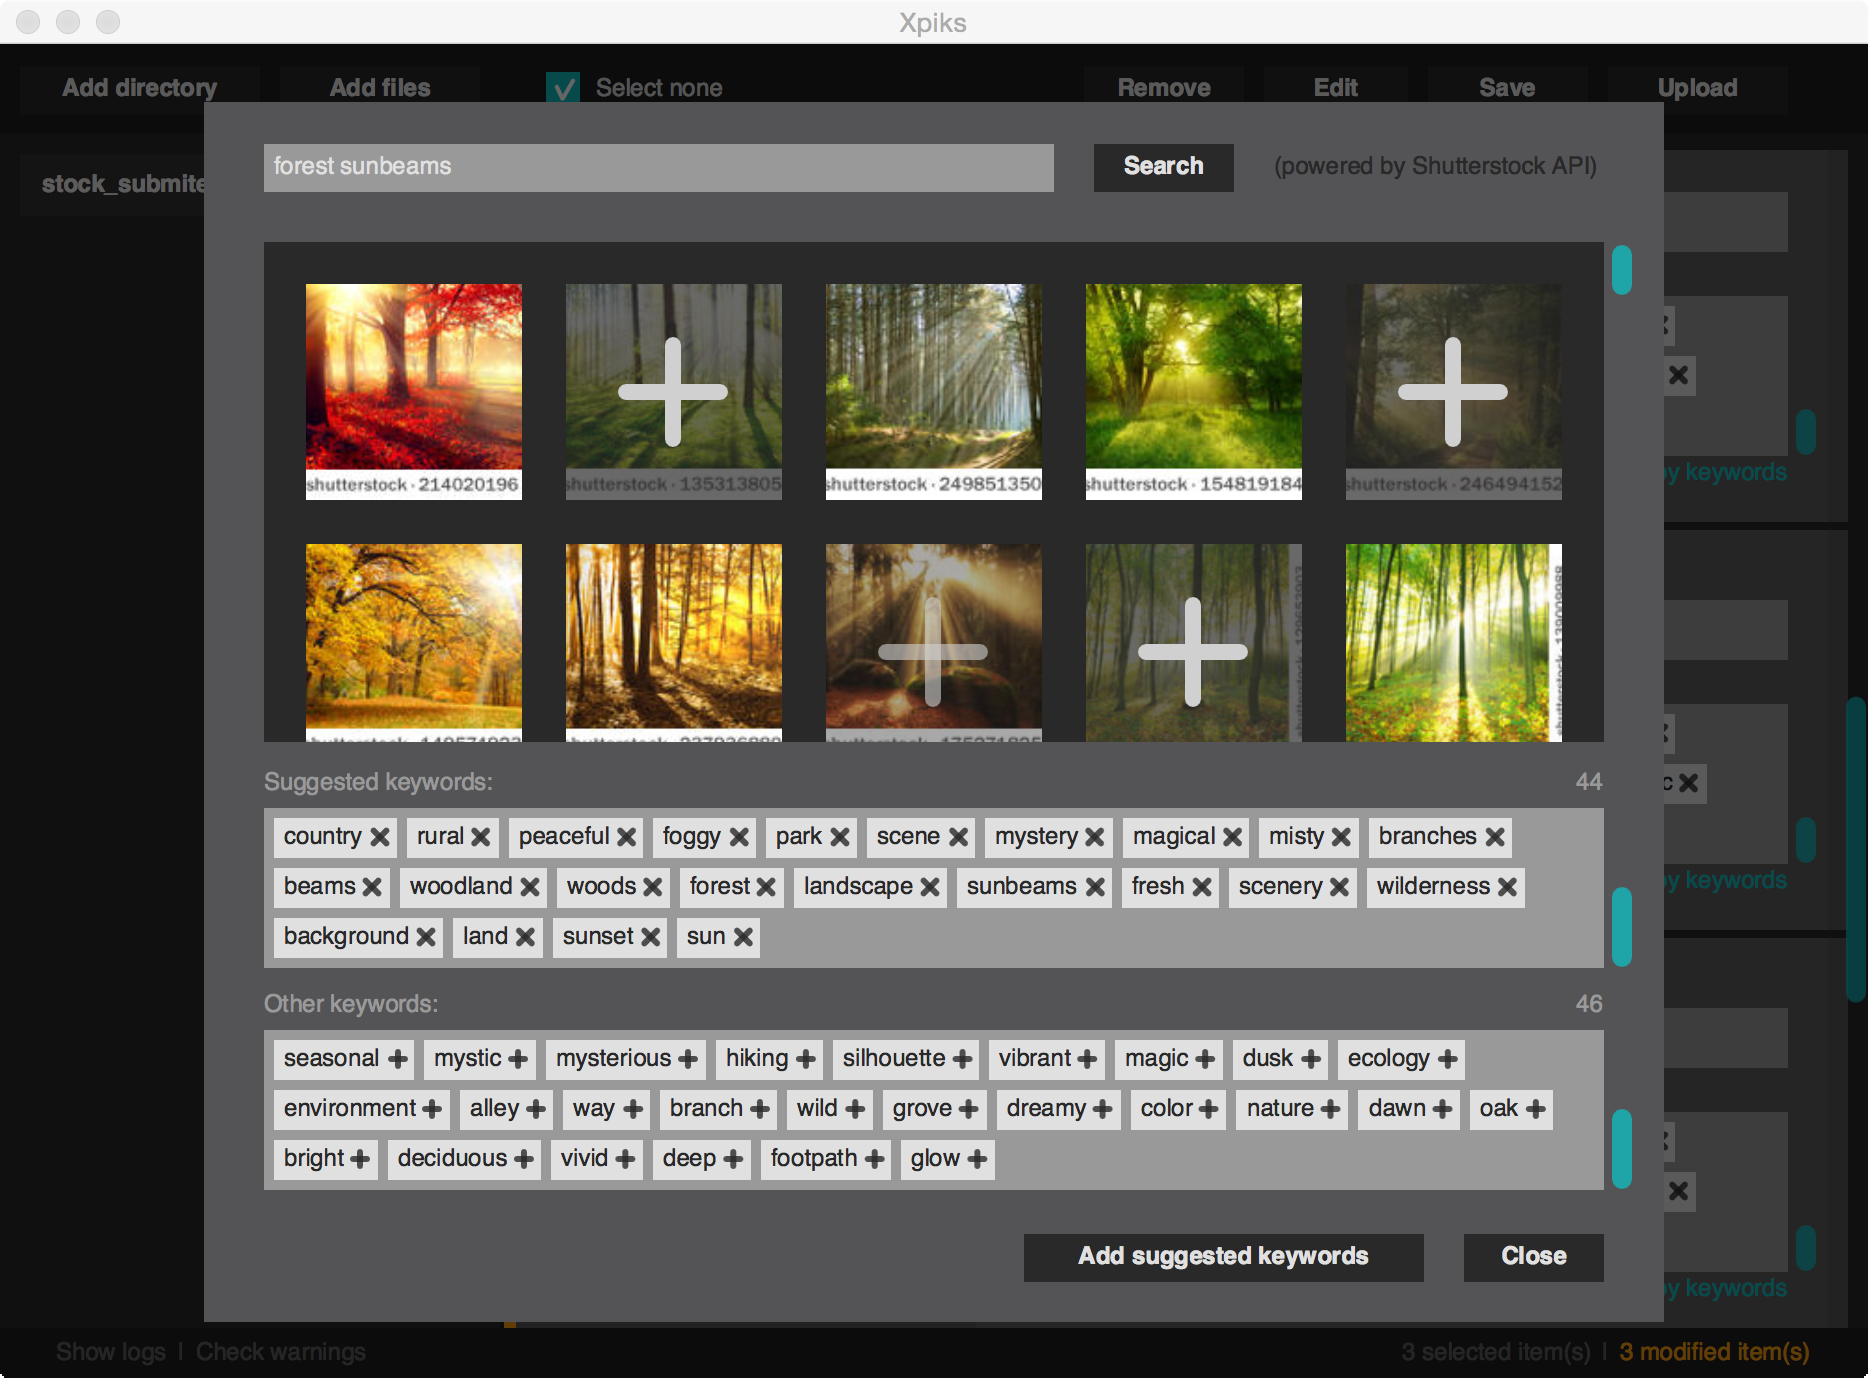 Xpiks
Add directory Add files Select none Remove Edit Save Upload
stock_submite
forest sunbeams Search (powered by Shutterstock API)
shutterstock · 214020196 shutterstock · 135313805 shutterstock · 249851350 shutterstock · 154819184 shutterstock · 246494152
by keywords
Suggested keywords: 44
country rural peaceful foggy park scene mystery magical misty branches
beams woodland woods forest landscape sunbeams fresh scenery wilderness
by keywords
background land sunset sun
Other keywords: 46
seasonal mystic mysterious hiking silhouette vibrant magic dusk ecology
environment alley way branch wild grove dreamy color nature dawn oak
bright deciduous vivid deep footpath glow
Add suggested keywords Close
by keywords
Show logs | Check warnings 3 selected item(s) | 3 modified item(s)